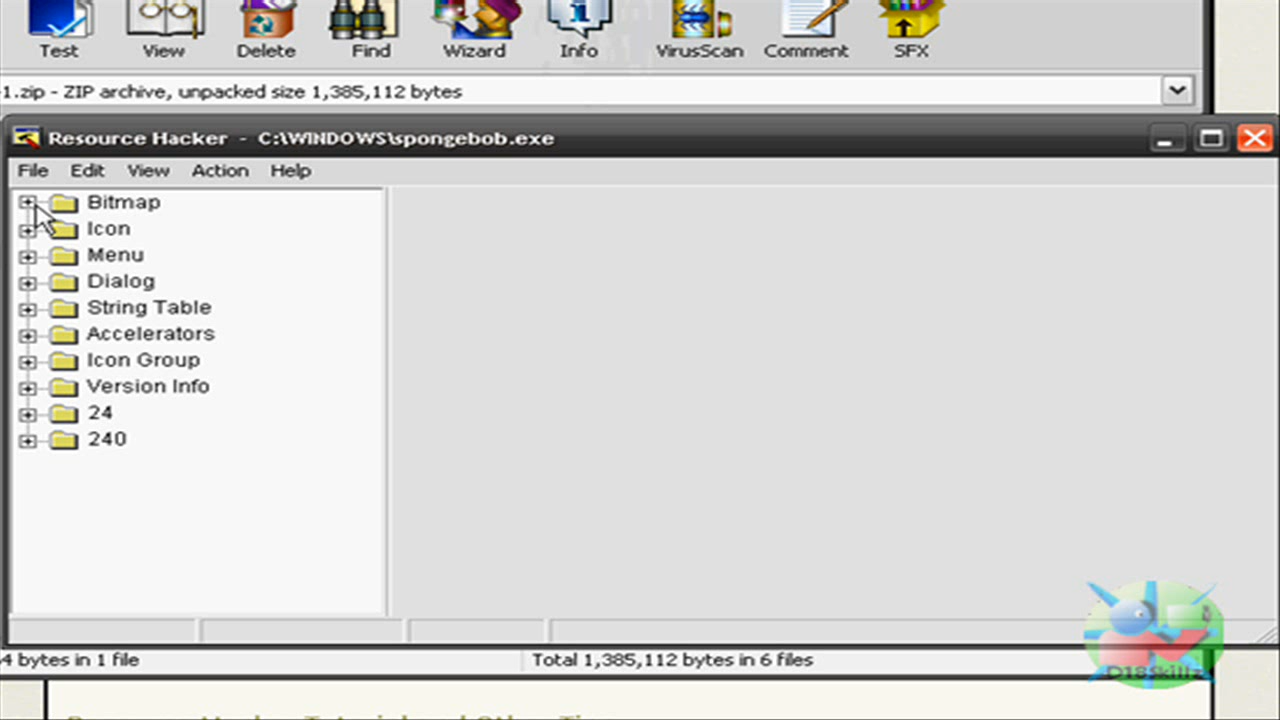 Test View Delete Find Wizard Info VirusScan Comment SFX
1.zip - ZIP archive, unpacked size 1,385,112 bytes
Resource Hacker - C:\WINDOWS\spongebob.exe
File Edit View Action Help
Bitmap
Icon
Menu
Dialog
String Table
Accelerators
Icon Group
Version Info
24
240
4 bytes in 1 file Total 1,385,112 bytes in 6 files